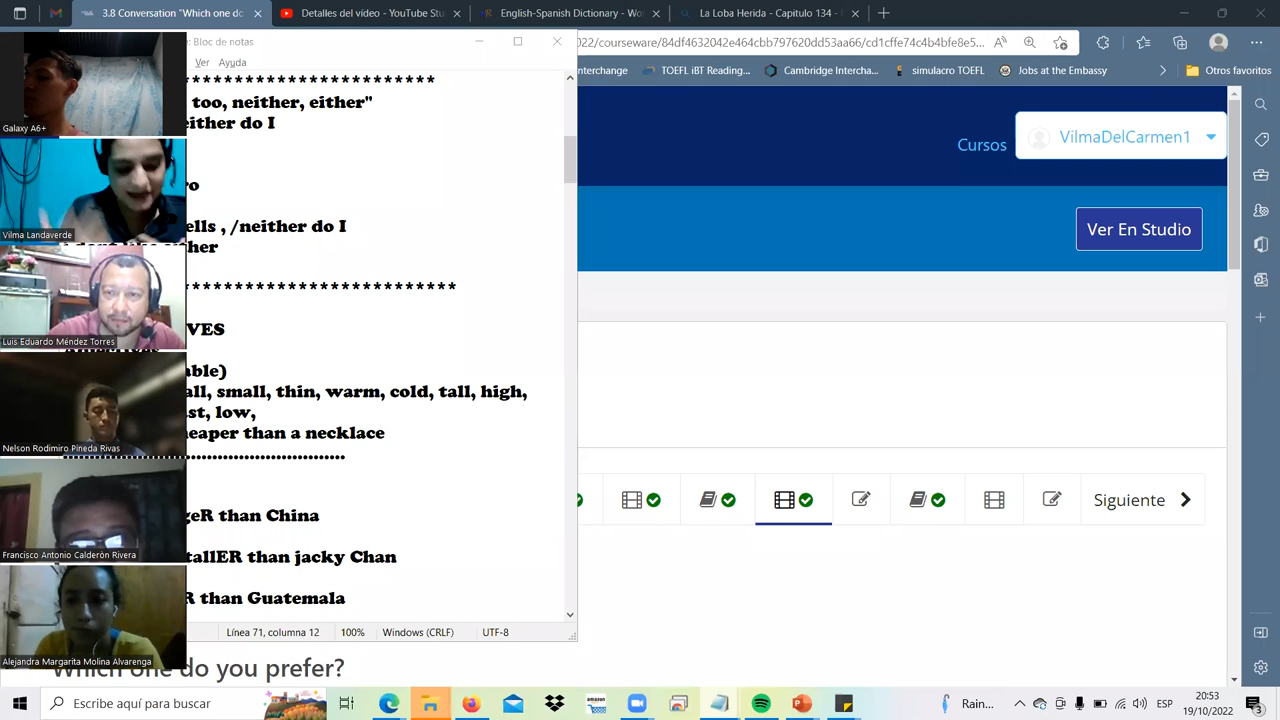 3.8 Conecta
Detalles del vídeo - YouTube Stu
English-Spanish Dictionary - Wo
La Loba Herida - Capitulo 134 -
e: Bloc de notas
022/courseware/84df4632042e464cbb797620dd53aa66/cd1cffe74c4b4bfe8e5...
Ver Ayuda
nterchange
TOEFL iBT Reading...
Cambridge Intercha...
simulacro TOEFL
Jobs at the Embassy
Otros favoritos
************************
too, neither, either"
either do I
ro
ells , /neither do I
her
**************************
VES
able)
all, small, thin, warm, cold, tall, high,
st, low,
heaper than a necklace
geR than China
tallER than jacky Chan
R than Guatemala
Línea 71, columna 12 100% Windows (CRLF) UTF-8
Galaxy A6+
Vilma Landaverde
Luis Eduardo Méndez Torres
Nelson Rodimiro Pineda Rivas
Francisco Antonio Calderón Rivera
Alejandra Margarita Molina Alvarenga
Cursos
VilmaDelCarmen1
Ver En Studio
Siguiente
Which one do you prefer?
Escribe aquí para buscar
amazon
ESP
20:53
19/10/2022
3